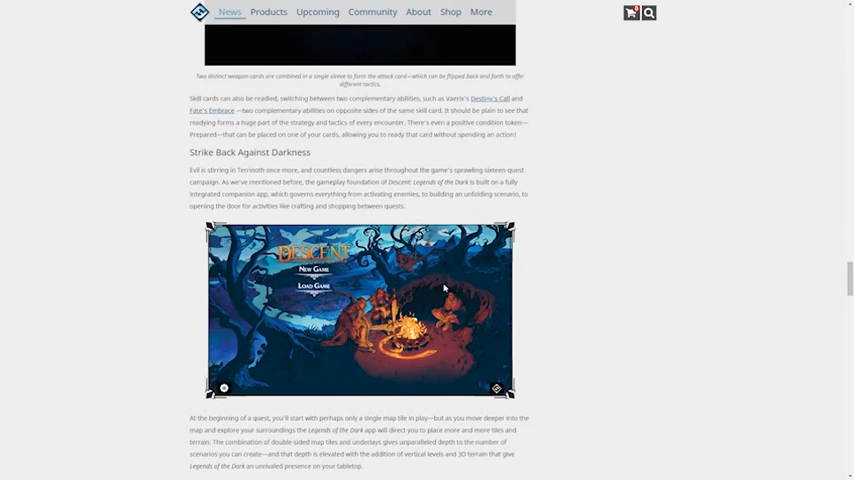 News Products Upcoming Community About Shop More
Two distinct weapon cards are combined in a single sleeve to form the attack card—which can be flipped back and forth to offer
different tactics.
Skill cards can also be readied, switching between two complementary abilities, such as Vaerix's Destiny's Call and
Fate's Embrace —two complementary abilities on opposite sides of the same skill card. It should be plain to see that
readying forms a huge part of the strategy and tactics of every encounter. There's even a positive condition token—
Prepared—that can be placed on one of your cards, allowing you to ready that card without spending an action!
Strike Back Against Darkness
Evil is stirring in Terrinoth once more, and countless dangers arise throughout the game's sprawling sixteen-quest
campaign. As we've mentioned before, the gameplay foundation of Descent: Legends of the Dark is built on a fully
integrated companion app, which governs everything from activating enemies, to building an unfolding scenario, to
opening the door for activities like crafting and shopping between quests.
DESCENT
NEW GAME
LOAD GAME
At the beginning of a quest, you'll start with perhaps only a single map tile in play—but as you move deeper into the
map and explore your surroundings the Legends of the Dark app will direct you to place more and more tiles and
terrain. The combination of double-sided map tiles and underlays gives unparalleled depth to the number of
scenarios you can create—and that depth is elevated with the addition of vertical levels and 3D terrain that give
Legends of the Dark an unrivaled presence on your tabletop.